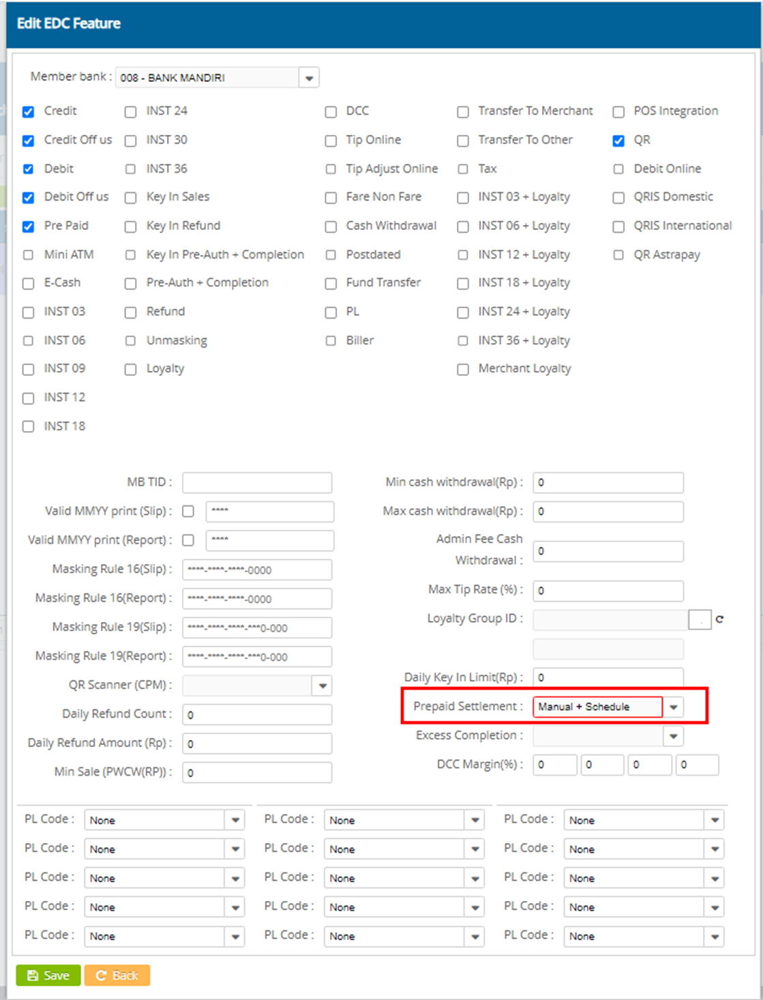 Edit EDC Feature
Member bank : 008 - BANK MANDIRI
Credit INST 24 DCC Transfer To Merchant POS Integration
Credit Off us INST 30 Tip Online Transfer To Other QR
Debit INST 36 Tip Adjust Online Tax Debit Online
Debit Off us Key In Sales Fare Non Fare INST 03 + Loyalty QRIS Domestic
Pre Paid Key In Refund Cash Withdrawal INST 06 + Loyalty QRIS International
Mini ATM Key In Pre-Auth + Completion Postdated INST 12 + Loyalty QR Astrapay
E-Cash Pre-Auth + Completion Fund Transfer INST 18 + Loyalty
INST 03 Refund PL INST 24 + Loyalty
INST 06 Unmasking Biller INST 36 + Loyalty
INST 09 Loyalty Merchant Loyalty
INST 12
INST 18
MB TID :
Valid MMYY print (Slip) : ****
Valid MMYY print (Report) : ****
Masking Rule 16(Slip) : ****-****-****-0000
Masking Rule 16(Report) : ****-****-****-0000
Masking Rule 19(Slip) : ****-****-****-***0-000
Masking Rule 19(Report) : ****-****-****-***0-000
QR Scanner (CPM) :
Daily Refund Count : 0
Daily Refund Amount (Rp) : 0
Min Sale (PWCW(RP)) : 0
Min cash withdrawal(Rp) : 0
Max cash withdrawal(Rp) : 0
Admin Fee Cash
Withdrawal : 0
Max Tip Rate (%) : 0
Loyalty Group ID : .
Daily Key In Limit(Rp) : 0
Prepaid Settlement : Manual + Schedule
Excess Completion :
DCC Margin(%) : 0 0 0 0
PL Code : None PL Code : None PL Code : None
PL Code : None PL Code : None PL Code : None
PL Code : None PL Code : None PL Code : None
PL Code : None PL Code : None PL Code : None
PL Code : None PL Code : None PL Code : None
Save Back